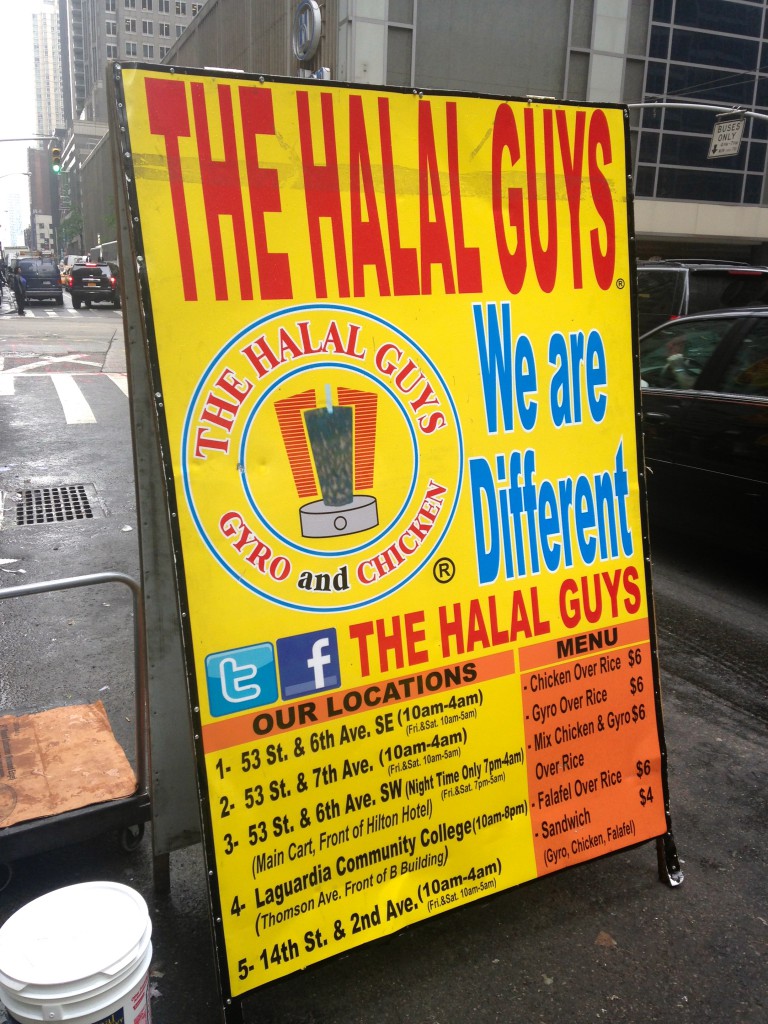 BUSES
ONLY
THE HALAL GUYS®
THE HALAL GUYS
GYRO and CHICKEN
®
We are
Different
t f THE HALAL GUYS
OUR LOCATIONS
1- 53 St. & 6th Ave. SE (10am-4am)
(Fri.&Sat. 10am-5am)
2- 53 St. & 7th Ave. (10am-4am)
(Fri.&Sat. 10am-5am)
3- 53 St. & 6th Ave. SW (Night Time Only 7pm-4am)
(Fri.&Sat. 7pm-5am)
(Main Cart, Front of Hilton Hotel)
4- Laguardia Community College (10am-8pm)
(Thomson Ave. Front of B Building)
5- 14th St. & 2nd Ave. (10am-4am)
(Fri.&Sat. 10am-5am)
MENU
- Chicken Over Rice $6
- Gyro Over Rice $6
- Mix Chicken & Gyro $6
Over Rice
- Falafel Over Rice $6
- Sandwich $4
(Gyro, Chicken, Falafel)